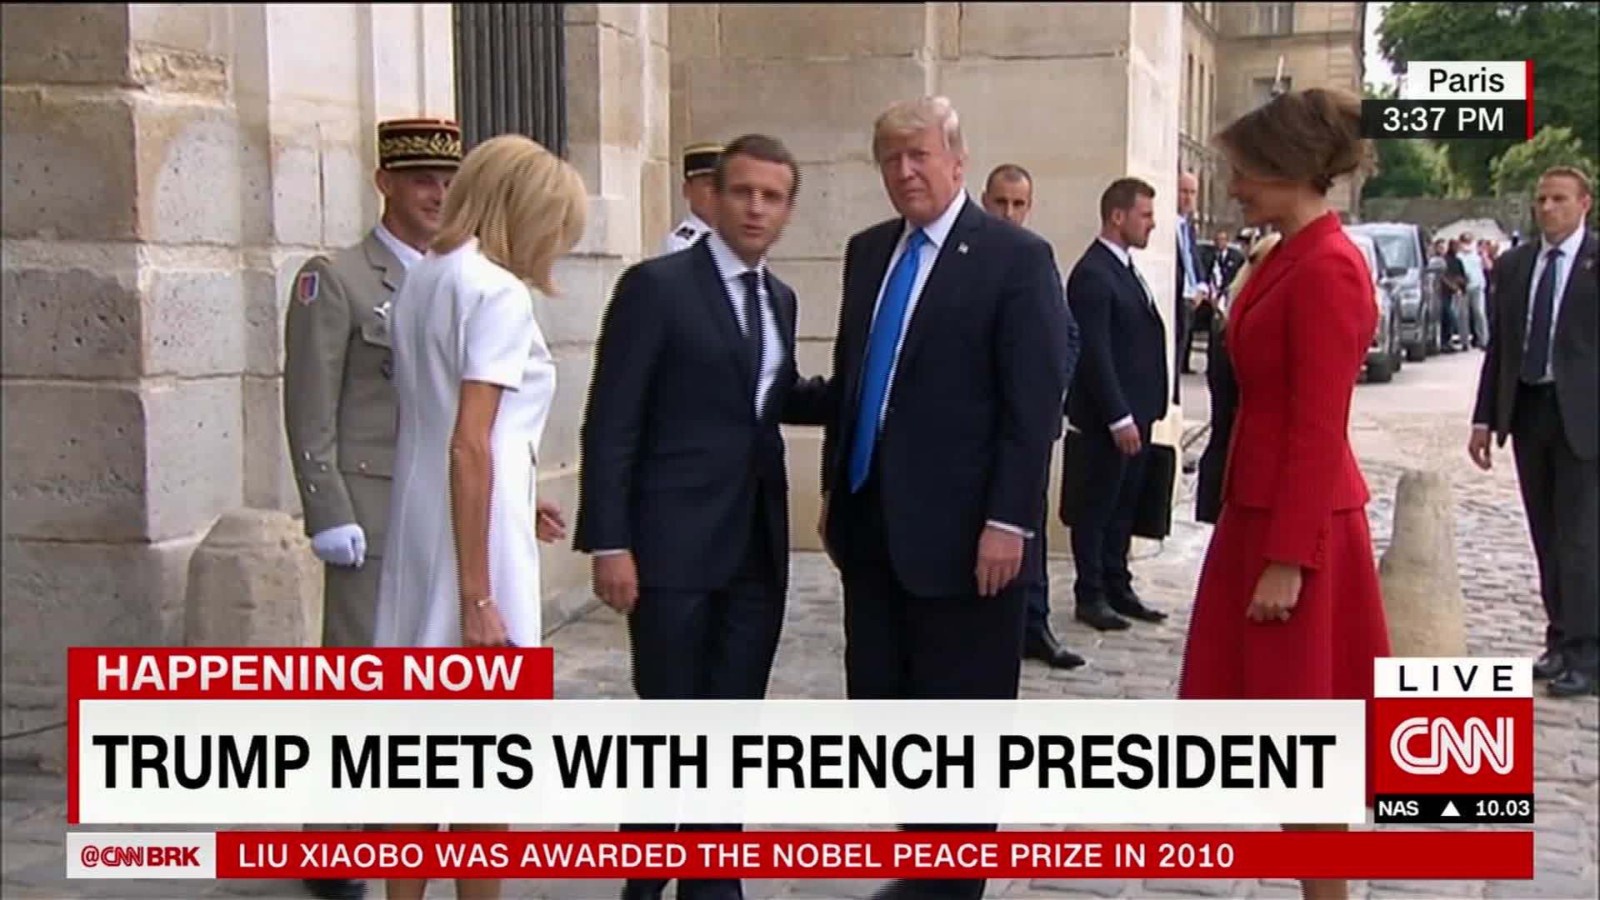 Paris
3:37 PM
HAPPENING NOW
TRUMP MEETS WITH FRENCH PRESIDENT
LIVE
CNN
NAS ▲ 10.03
@CNNBRK LIU XIAOBO WAS AWARDED THE NOBEL PEACE PRIZE IN 2010